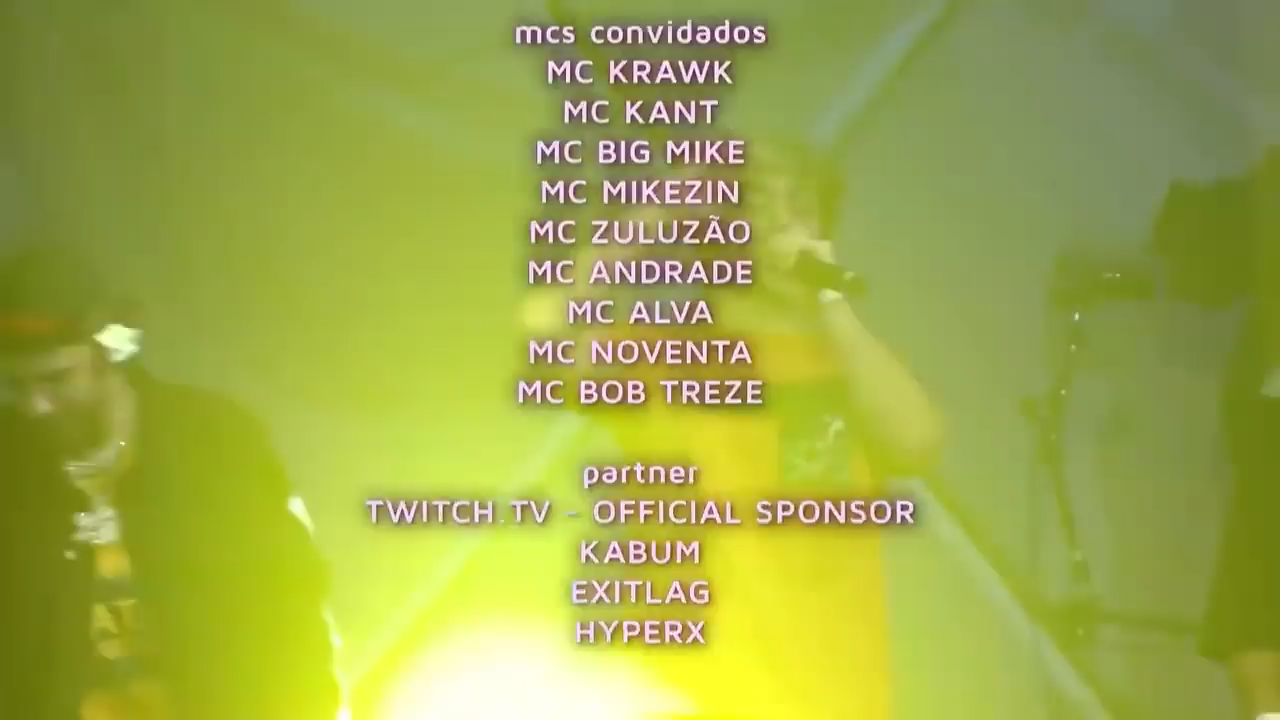 mcs convidados
MC KRAWK
MC KANT
MC BIG MIKE
MC MIKEZIN
MC ZULUZÃO
MC ANDRADE
MC ALVA
MC NOVENTA
MC BOB TREZE
partner
TWITCH.TV - OFFICIAL SPONSOR
KABUM
EXITLAG
HYPERX